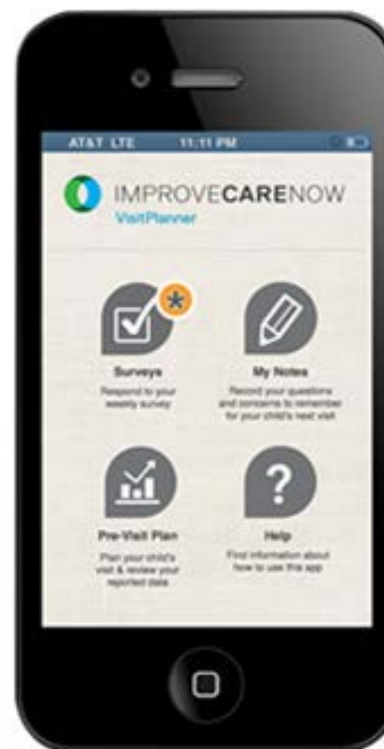 AT&T LTE 11:11 PM
IMPROVECARENOW
VisitPlanner
Surveys
Respond to your
weekly survey
My Notes
Record your questions
and concerns to remember
for your child's next visit
Pre-Visit Plan
Plan your child's
visit & review your
reported data
Help
Find information about
how to use this app